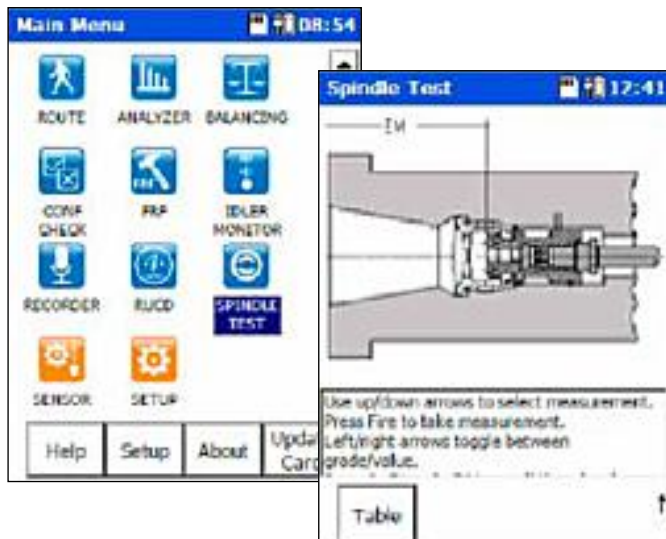 Main Menu 08:54
ROUTE ANALYZER BALANCING
CONF CHECK FRF IDLER MONITOR
RECORDER RUCD SPINDLE TEST
SENSOR SETUP
Help Setup About
Spindle Test 12:41
Use up/down arrows to select measurement.
Press Fire to take measurement.
Left/right arrows toggle between
grade/value.
Table